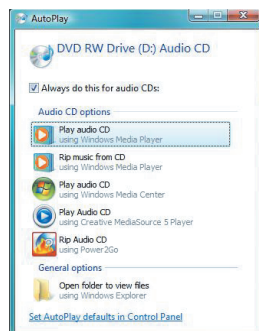 AutoPlay
DVD RW Drive (D:) Audio CD
Always do this for audio CDs:
Audio CD options
Play audio CD
using Windows Media Player
Rip music from CD
using Windows Media Player
Play audio CD
using Windows Media Center
Play Audio CD
using Creative MediaSource 5 Player
Rip Audio CD
using Power2Go
General options
Open folder to view files
using Windows Explorer
Set AutoPlay defaults in Control Panel